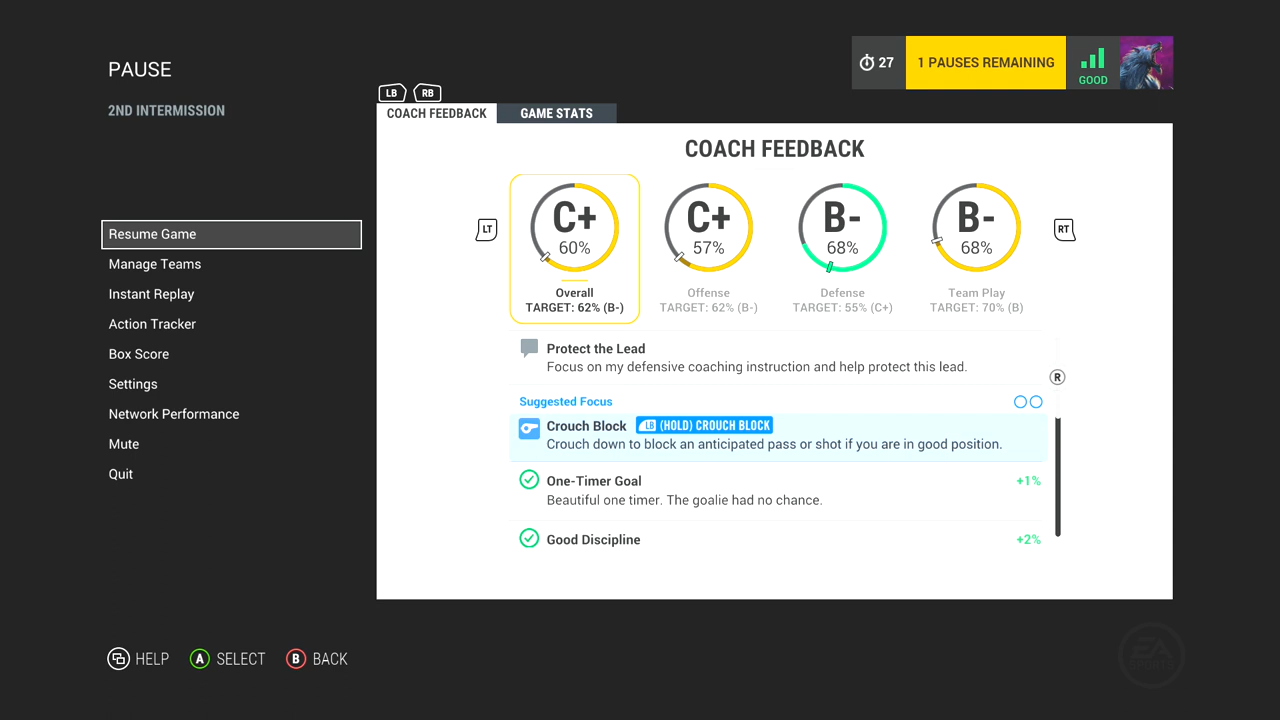 PAUSE
2ND INTERMISSION
27
1 PAUSES REMAINING
GOOD
LB
RB
COACH FEEDBACK
GAME STATS
COACH FEEDBACK
LT
C+
60%
Overall
TARGET: 62% (B-)
C+
57%
Offense
TARGET: 62% (B-)
B-
68%
Defense
TARGET: 55% (C+)
B-
68%
Team Play
TARGET: 70% (B)
RT
Resume Game
Manage Teams
Instant Replay
Action Tracker
Box Score
Settings
Network Performance
Mute
Quit
Protect the Lead
Focus on my defensive coaching instruction and help protect this lead.
R
Suggested Focus
Crouch Block LB (HOLD) CROUCH BLOCK
Crouch down to block an anticipated pass or shot if you are in good position.
One-Timer Goal +1%
Beautiful one timer. The goalie had no chance.
Good Discipline +2%
HELP A SELECT B BACK
EA
SPORTS